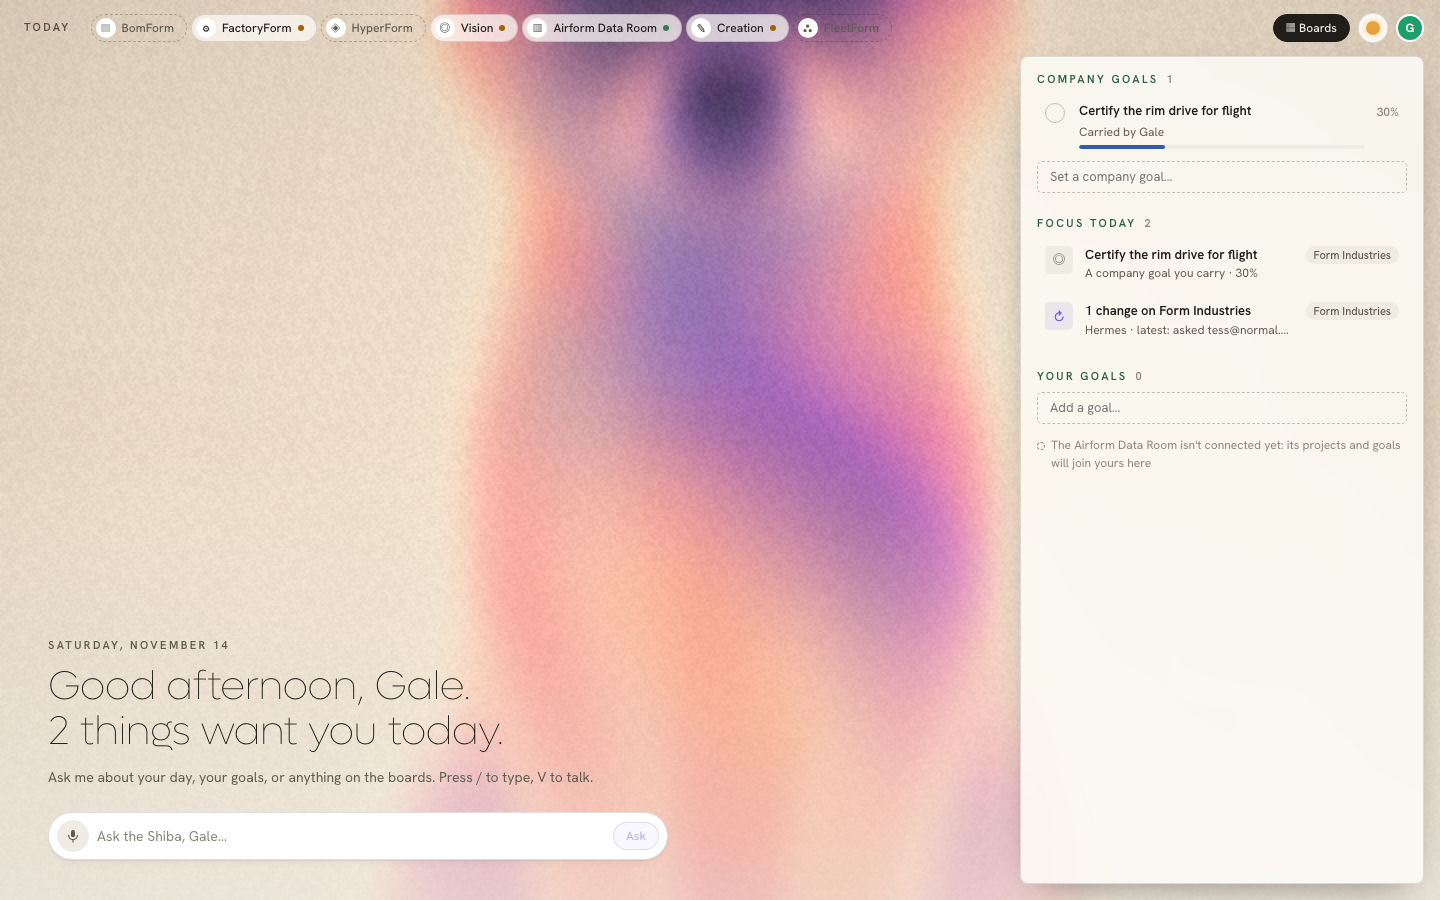 TODAY
BomForm
FactoryForm
HyperForm
Vision
Airform Data Room
Creation
FleetForm
Boards
G
COMPANY GOALS 1
Certify the rim drive for flight
30%
Carried by Gale
Set a company goal...
FOCUS TODAY 2
Certify the rim drive for flight
Form Industries
A company goal you carry · 30%
1 change on Form Industries
Form Industries
Hermes · latest: asked tess@normal....
YOUR GOALS 0
Add a goal...
The Airform Data Room isn't connected yet: its projects and goals
will join yours here
SATURDAY, NOVEMBER 14
Good afternoon, Gale.
2 things want you today.
Ask me about your day, your goals, or anything on the boards. Press / to type, V to talk.
Ask the Shiba, Gale...
Ask